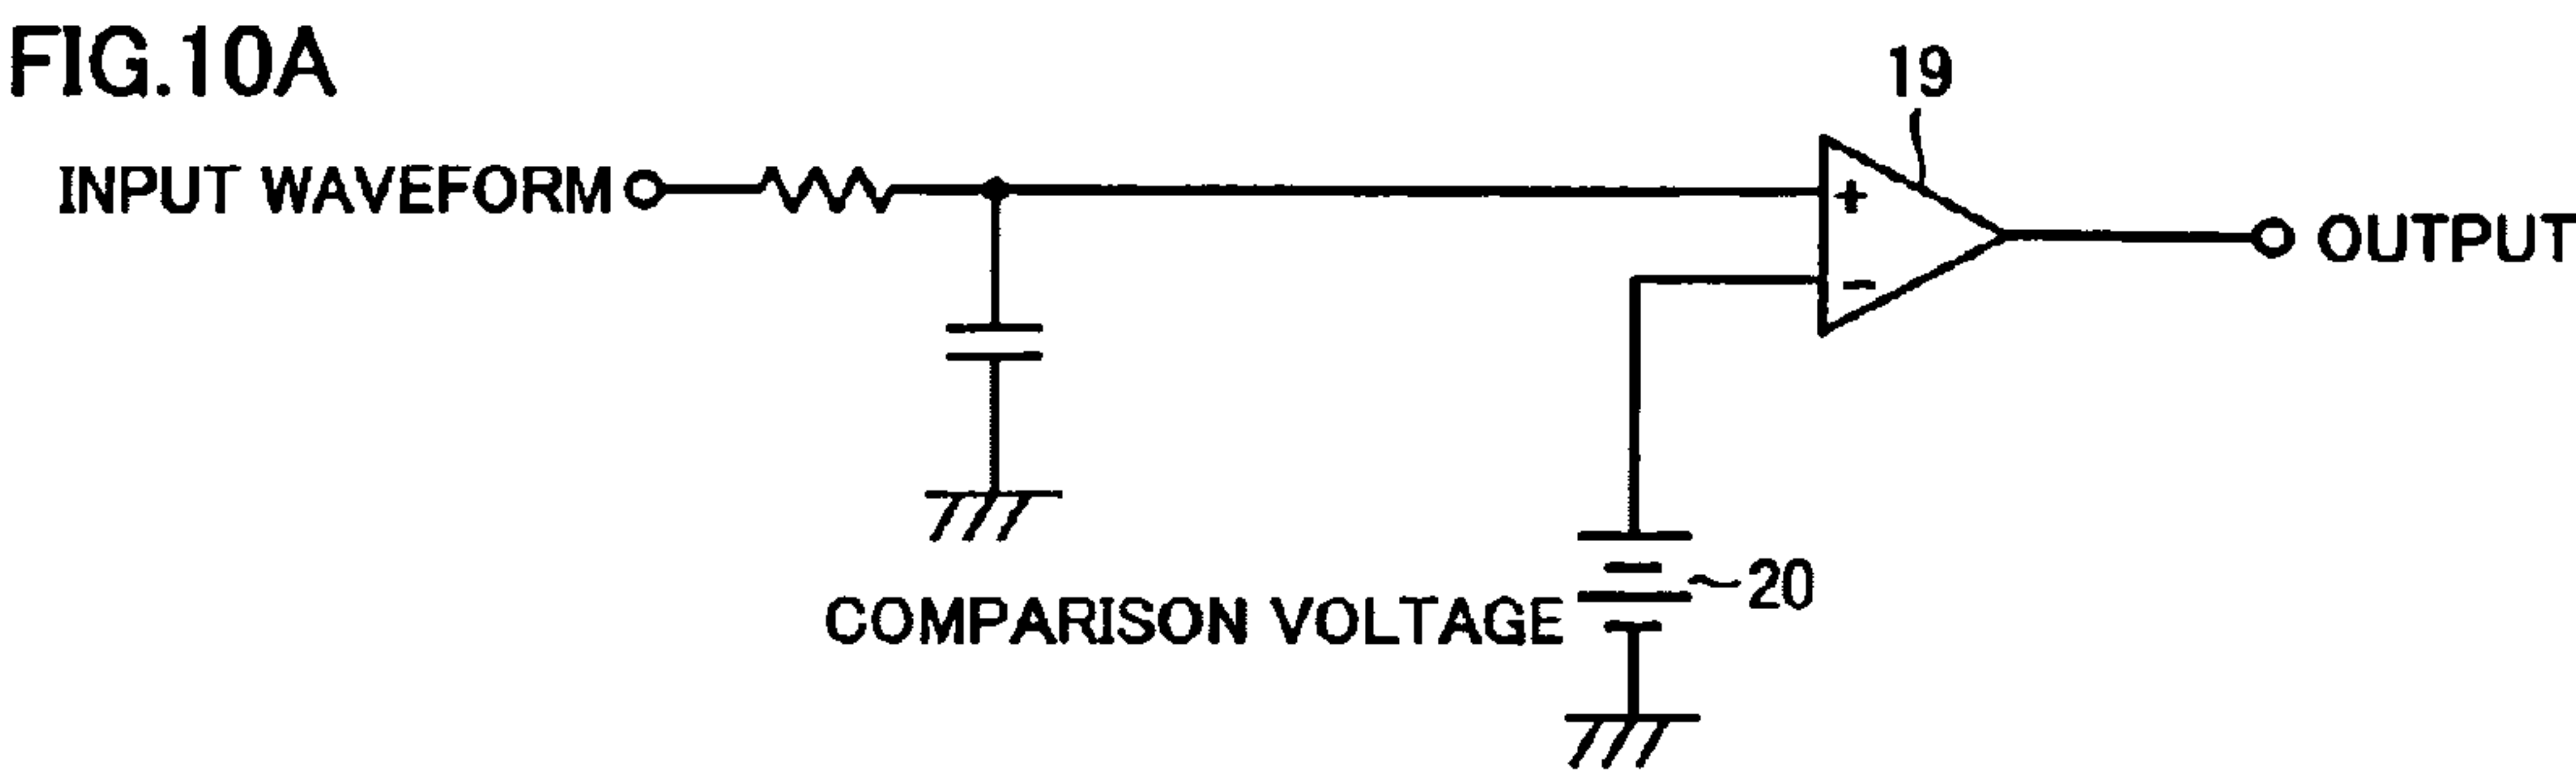 FIG.10A
19
INPUT WAVEFORM
+
OUTPUT
-
20
COMPARISON VOLTAGE